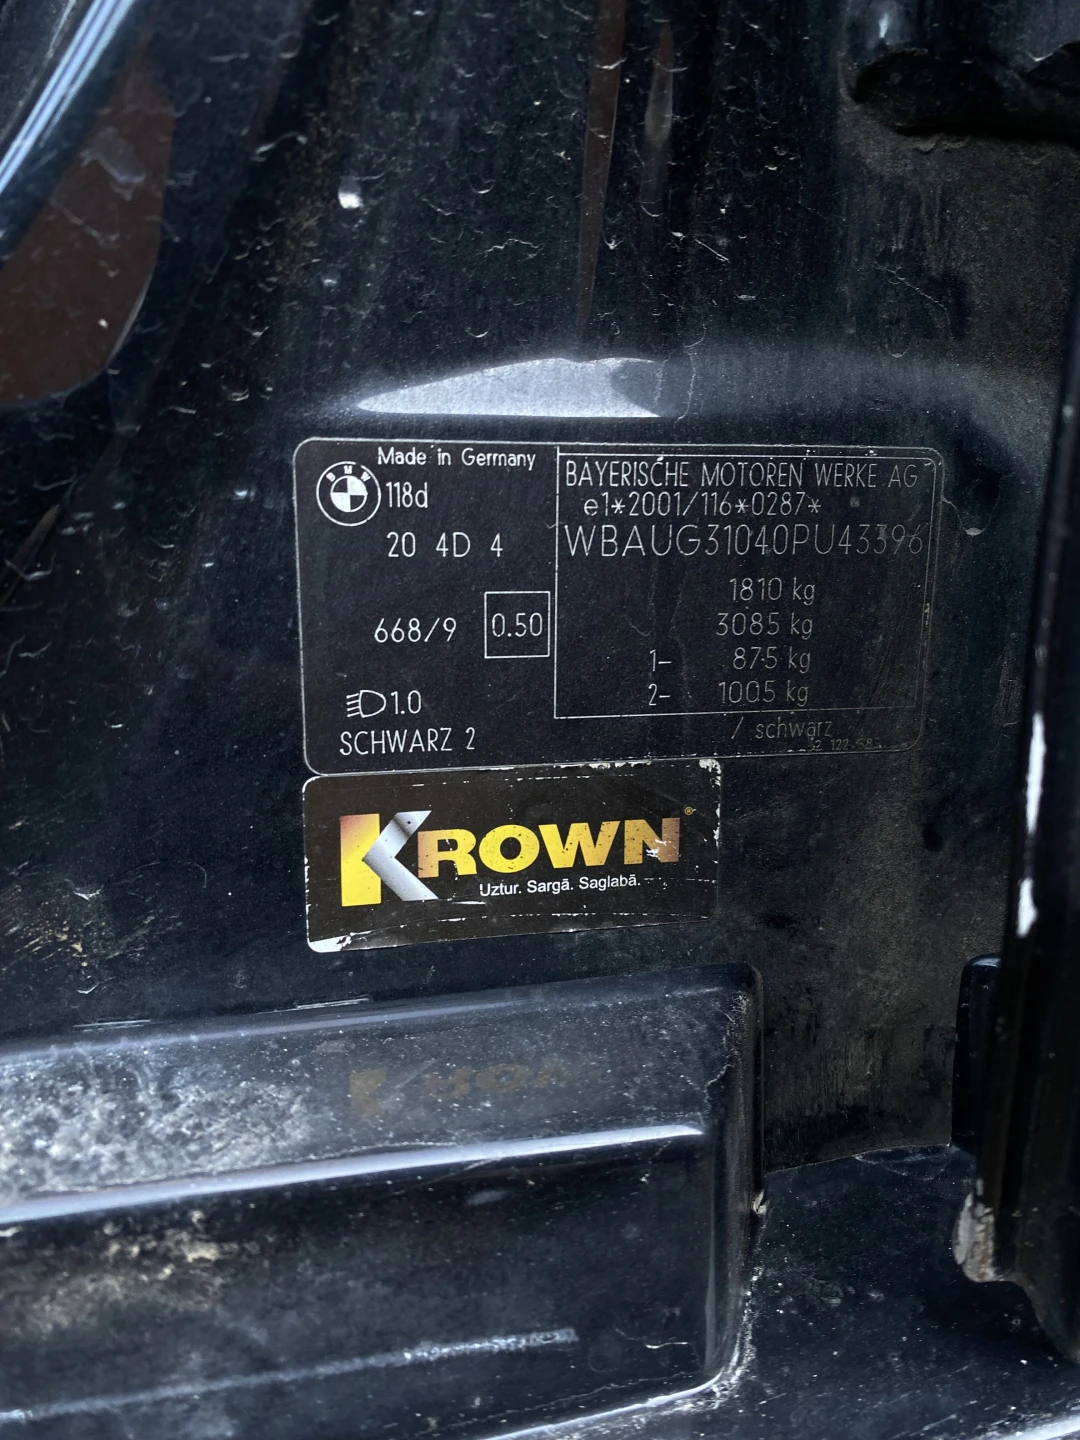 Made in Germany
BMW
118d
20 4D 4
668/9 0.50
1.0
SCHWARZ 2
BAYERISCHE MOTOREN WERKE AG
e1*2001/116*0287*
WBAUG31040PU43396
1810 kg
3085 kg
1- 875 kg
2- 1005 kg
/ schwarz
KROWN®
Uztur. Sargā. Saglabā.